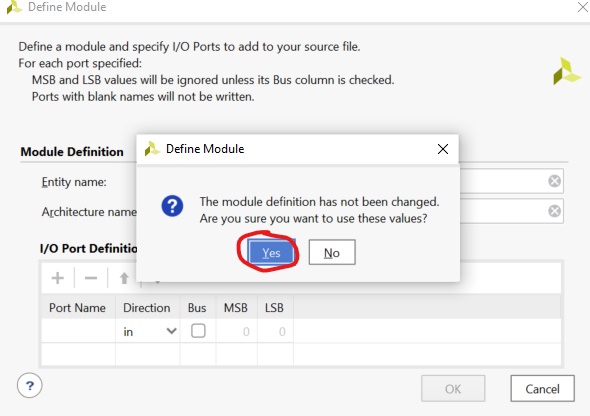 Define Module
Define a module and specify I/O Ports to add to your source file.
For each port specified:
MSB and LSB values will be ignored unless its Bus column is checked.
Ports with blank names will not be written.
Module Definition
Entity name:
Architecture name
I/O Port Definitio
Define Module
The module definition has not been changed.
Are you sure you want to use these values?
Yes No
Port Name Direction Bus MSB LSB
in 0 0
? OK Cancel